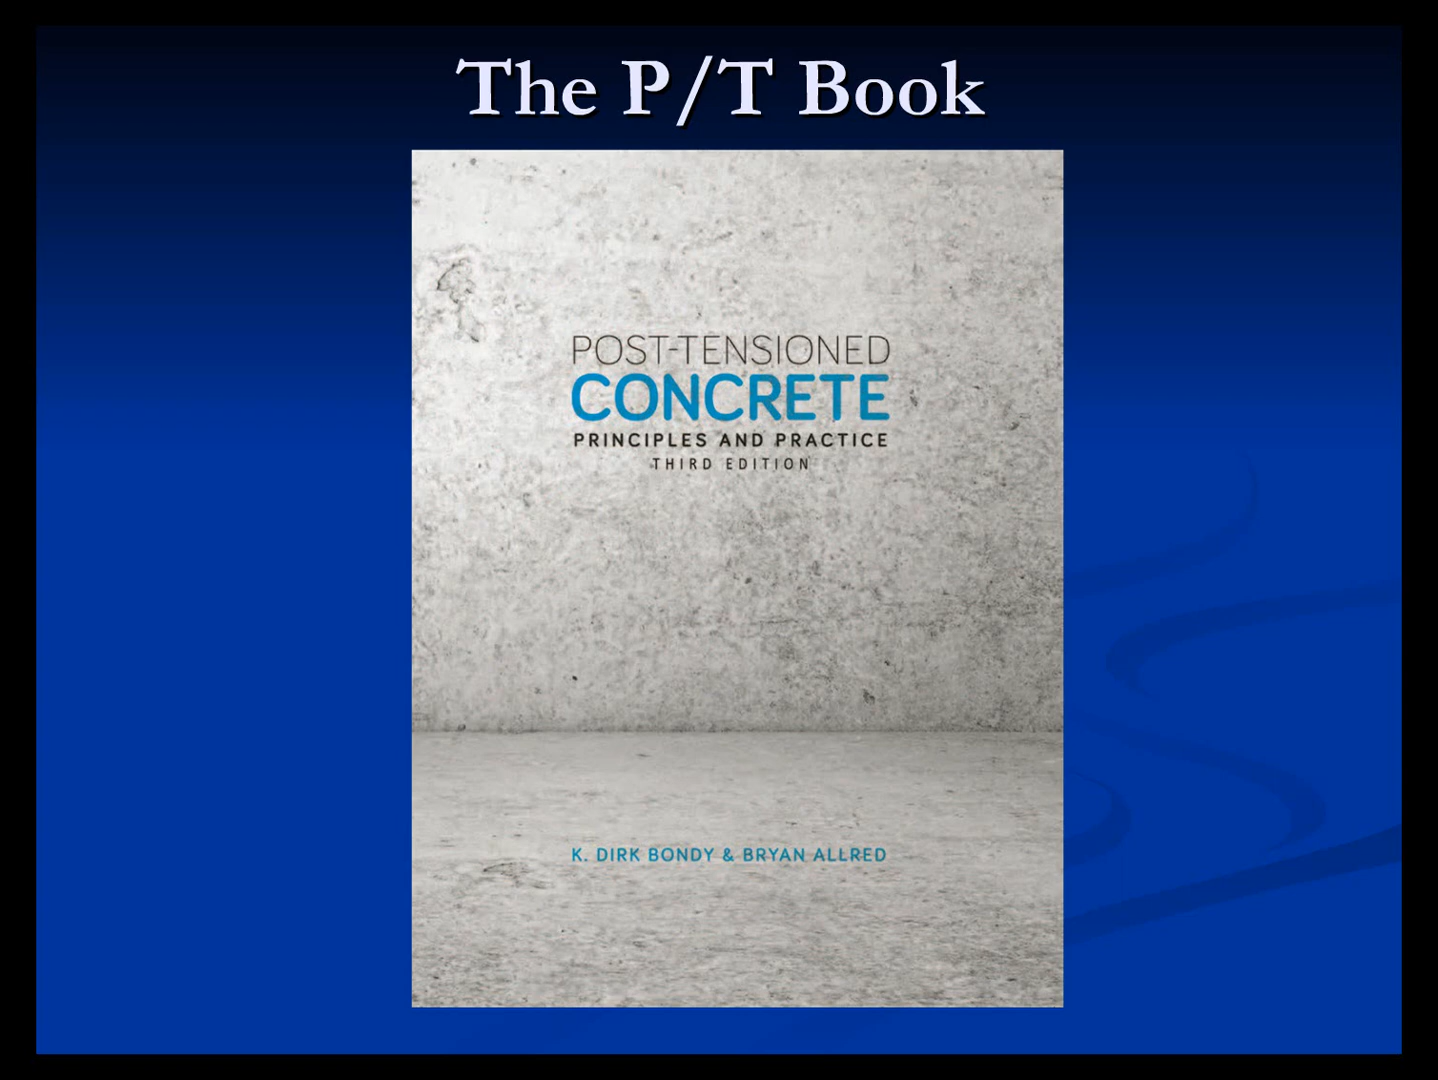 The P/T Book
POST-TENSIONED
CONCRETE
PRINCIPLES AND PRACTICE
THIRD EDITION
K. DIRK BONDY & BRYAN ALLRED